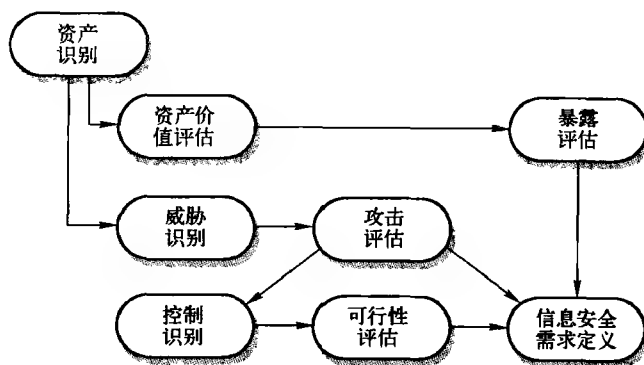 资产
识别
资产价
值评估
暴露
评估
威胁
识别
攻击
评估
控制
识别
可行性
评估
信息安全
需求定义